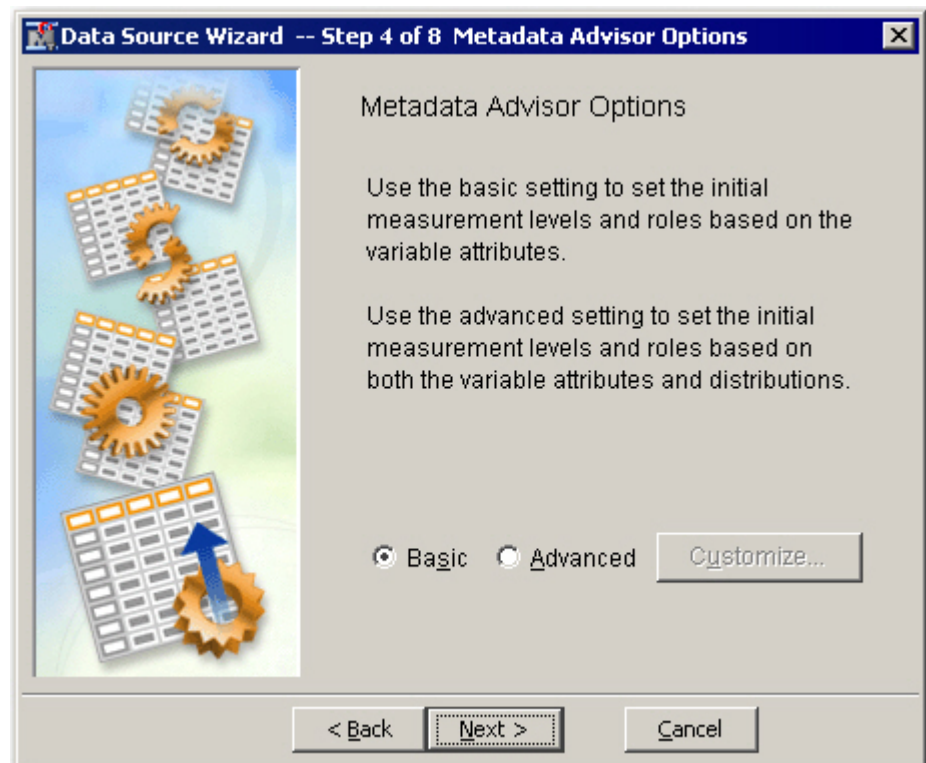 Data Source Wizard -- Step 4 of 8 Metadata Advisor Options
Metadata Advisor Options
Use the basic setting to set the initial
measurement levels and roles based on the
variable attributes.
Use the advanced setting to set the initial
measurement levels and roles based on
both the variable attributes and distributions.
Basic Advanced Customize...
< Back Next > Cancel